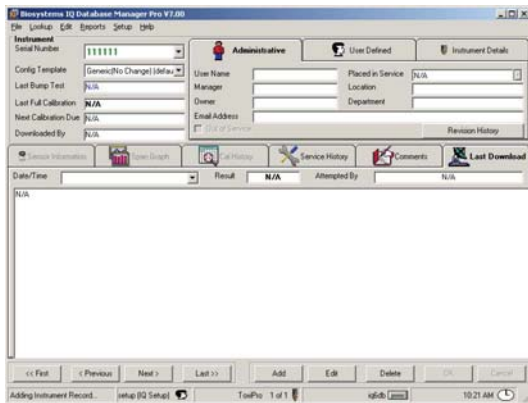 Biosystems IQ Database Manager Pro V7.00
File Lookup Edit Reports Setup Help
Instrument
Serial Number 111111
Config Template Generic(No Change) (defau
Last Bump Test N/A
Last Full Calibration N/A
Next Calibration Due N/A
Downloaded By N/A
Administrative User Defined Instrument Details
User Name Placed in Service N/A
Manager Location
Owner Department
Email Address
Out of Service Revision History
Sensor Information Span Graph Cal History Service History Comments Last Download
Date/Time Result N/A Attempted By N/A
N/A
<< First < Previous Next > Last >> Add Edit Delete OK Cancel
Adding Instrument Record... setup (IQ Setup) ToxiPro 1 of 1 iq6db 10:21 AM